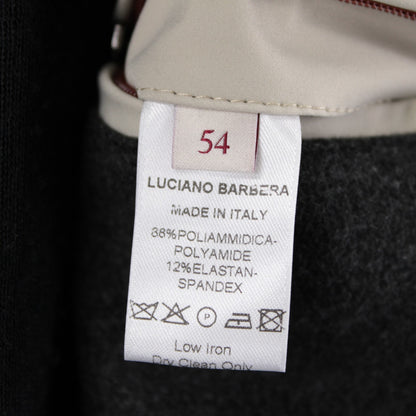 54
LUCIANO BARBERA
MADE IN ITALY
88%POLIAMMIDICA-
POLYAMIDE
12%ELASTAN-
SPANDEX
P
Low Iron
Dry Clean Only